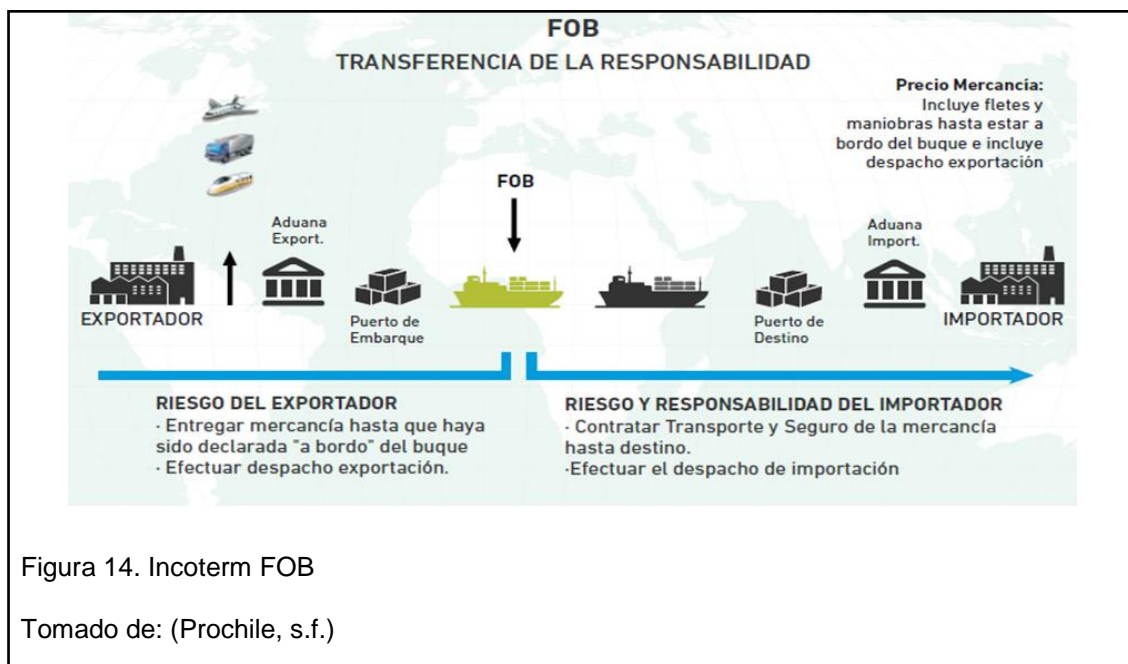 FOB
TRANSFERENCIA DE LA RESPONSABILIDAD
Precio Mercancía:
Incluye fletes y
maniobras hasta estar a
bordo del buque e incluye
despacho exportación
FOB
Aduana
Export.
Aduana
Import.
EXPORTADOR
Puerto de
Embarque
Puerto de
Destino
IMPORTADOR
RIESGO DEL EXPORTADOR
· Entregar mercancía hasta que haya
sido declarada "a bordo" del buque
· Efectuar despacho exportación.
RIESGO Y RESPONSABILIDAD DEL IMPORTADOR
· Contratar Transporte y Seguro de la mercancía
hasta destino.
·Efectuar el despacho de importación
Figura 14. Incoterm FOB
Tomado de: (Prochile, s.f.)